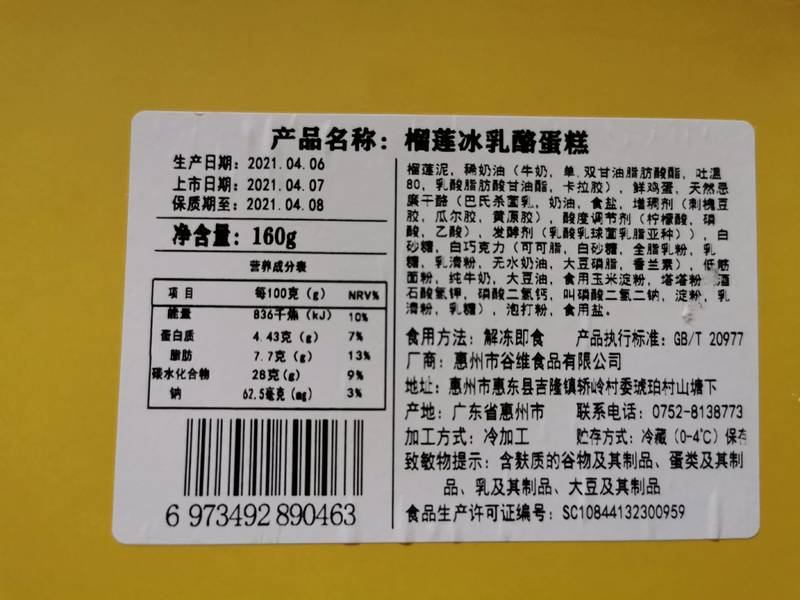 产品名称：榴莲冰乳酪蛋糕
生产日期：2021.04.06
上市日期：2021.04.07
保质期至：2021.04.08
净含量：160g
营养成分表
项目 每100克（g） NRV%
能量 836千焦（kJ） 10%
蛋白质 4.43克（g） 7%
脂肪 7.7克（g） 13%
碳水化合物 28克（g） 9%
钠 62.5毫克（mg） 3%
6 973492 890463
榴莲泥，稀奶油（牛奶，单.双甘油脂肪酸酯，吐温
80，乳酸脂肪酸甘油酯，卡拉胶），鲜鸡蛋，天然忌
廉干酪（巴氏杀菌乳，奶油，食盐，增稠剂（刺槐豆
胶，瓜尔胶，黄原胶），酸度调节剂（柠檬酸，磷
酸，乙酸），发酵剂（乳酸乳球菌乳脂亚种）），白
砂糖，白巧克力（可可脂，白砂糖，全脂乳粉，乳
糖，乳清粉，无水奶油，大豆磷脂，香兰素），低筋
面粉，纯牛奶，大豆油，食用玉米淀粉，塔塔粉 酒
石酸氢钾，磷酸二氢钙，叫磷酸二氢二钠，淀粉，乳
清粉，乳糖），泡打粉，食用盐。
食用方法：解冻即食 产品执行标准：GB/T 20977
厂商：惠州市谷维食品有限公司
地址：惠州市惠东县吉隆镇轿岭村委琥珀村山塘下
产地：广东省惠州市 联系电话：0752-8138773
加工方式：冷加工 贮存方式：冷藏（0-4℃）保存
致敏物提示：含麸质的谷物及其制品、蛋类及其制
品、乳及其制品、大豆及其制品
食品生产许可证编号：SC10844132300959